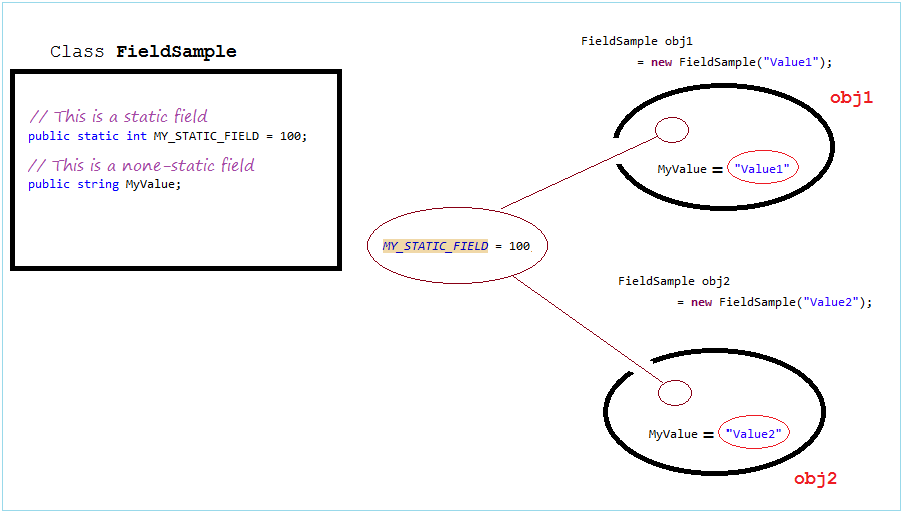 Class FieldSample
// This is a static field
public static int MY_STATIC_FIELD = 100;
// This is a none-static field
public string MyValue;
MY_STATIC_FIELD = 100
FieldSample obj1
= new FieldSample("Value1");
obj1
MyValue = "Value1"
FieldSample obj2
= new FieldSample("Value2");
MyValue = "Value2"
obj2